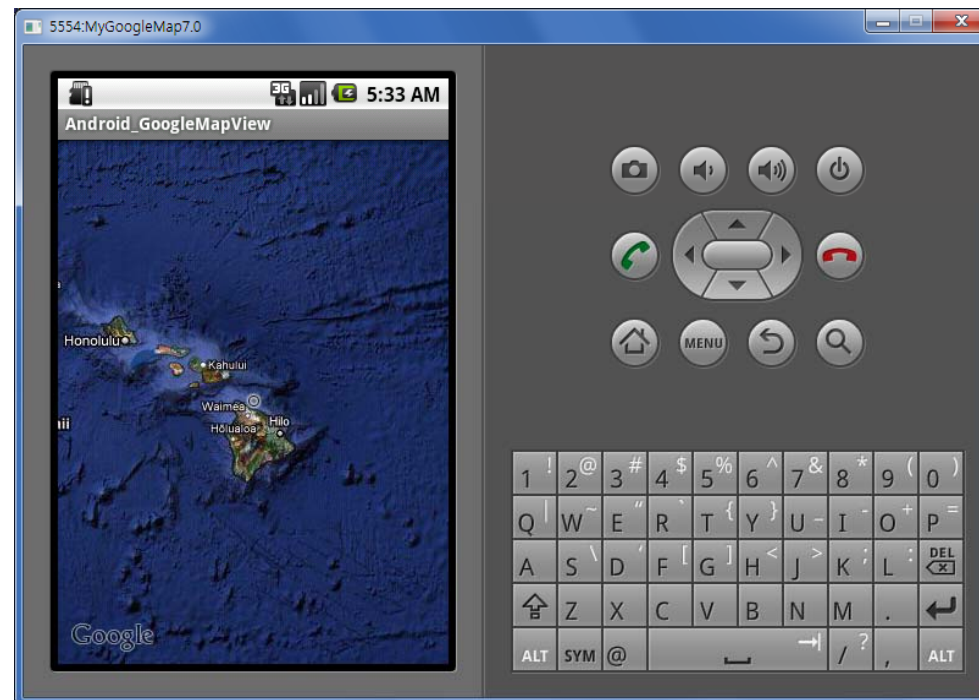 5554:MyGoogleMap7.0
3G 5:33 AM
Android_GoogleMapView
Honolulu
Kahului
Waimea
ii
Hilo
Hōlualoa
Google
MENU
1 ! 2 @ 3 # 4 $ 5 % 6 ^ 7 & 8 * 9 ( 0 )
Q | W ~ E " R ` T { Y } U _ I - O + P =
A S \ D ' F [ G ] H < J > K ; L : DEL
Z X C V B N M .
ALT SYM @ / ? , ALT